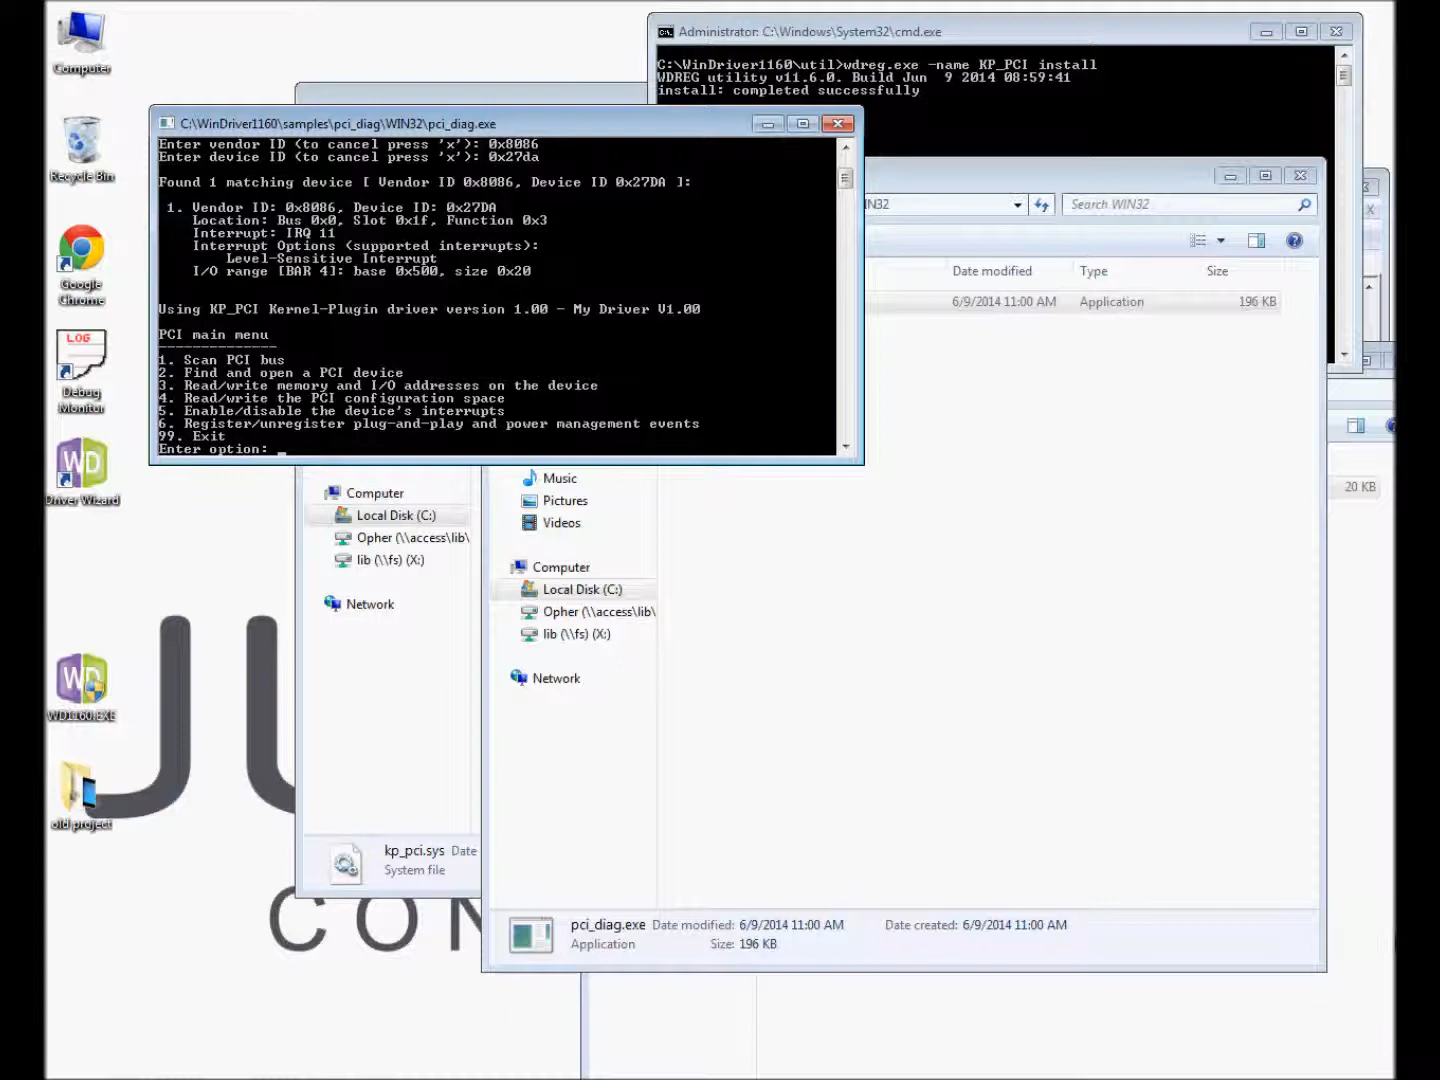 Computer
Recycle Bin
Google
Chrome
LOG
Debug
Monitor
WD
Driver Wizard
WD
WD1160.EXE
old project
JU
CON
Administrator: C:\Windows\System32\cmd.exe
C:\WinDriver1160\util>wdreg.exe -name KP_PCI install
WDREG utility v11.6.0. Build Jun  9 2014 08:59:41
install: completed successfully
C:\WinDriver1160\samples\pci_diag\WIN32\pci_diag.exe
Enter vendor ID (to cancel press 'x'): 0x8086
Enter device ID (to cancel press 'x'): 0x27da
Found 1 matching device [ Vendor ID 0x8086, Device ID 0x27DA ]:
1. Vendor ID: 0x8086, Device ID: 0x27DA
Location: Bus 0x0, Slot 0x1f, Function 0x3
Interrupt: IRQ 11
Interrupt Options (supported interrupts):
Level-Sensitive Interrupt
I/O range [BAR 4]: base 0x500, size 0x20
Using KP_PCI Kernel-Plugin driver version 1.00 - My Driver V1.00
PCI main menu
-------------
1. Scan PCI bus
2. Find and open a PCI device
3. Read/write memory and I/O addresses on the device
4. Read/write the PCI configuration space
5. Enable/disable the device's interrupts
6. Register/unregister plug-and-play and power management events
99. Exit
Enter option: _
Search WIN32
Date modified Type Size
6/9/2014 11:00 AM Application 196 KB
20 KB
Computer
Local Disk (C:)
Opher (\\access\lib\
lib (\\fs) (X:)
Network
kp_pci.sys Date
System file
Music
Pictures
Videos
Computer
Local Disk (C:)
Opher (\\access\lib\
lib (\\fs) (X:)
Network
pci_diag.exe Date modified: 6/9/2014 11:00 AM Date created: 6/9/2014 11:00 AM
Application Size: 196 KB